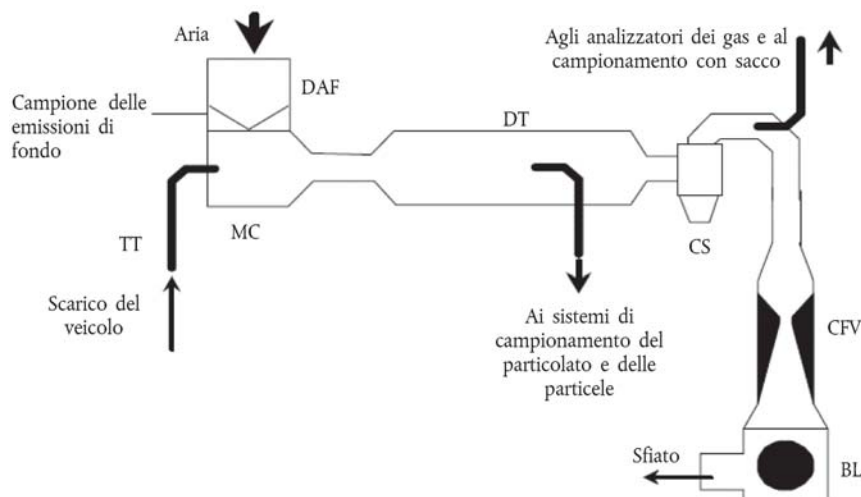 Aria
DAF
Campione delle
emissioni di
fondo
Agli analizzatori dei gas e al
campionamento con sacco
DT
MC
CS
TT
Scarico del
veicolo
Ai sistemi di
campionamento del
particolato e delle
particele
CFV
Sfiato
BL